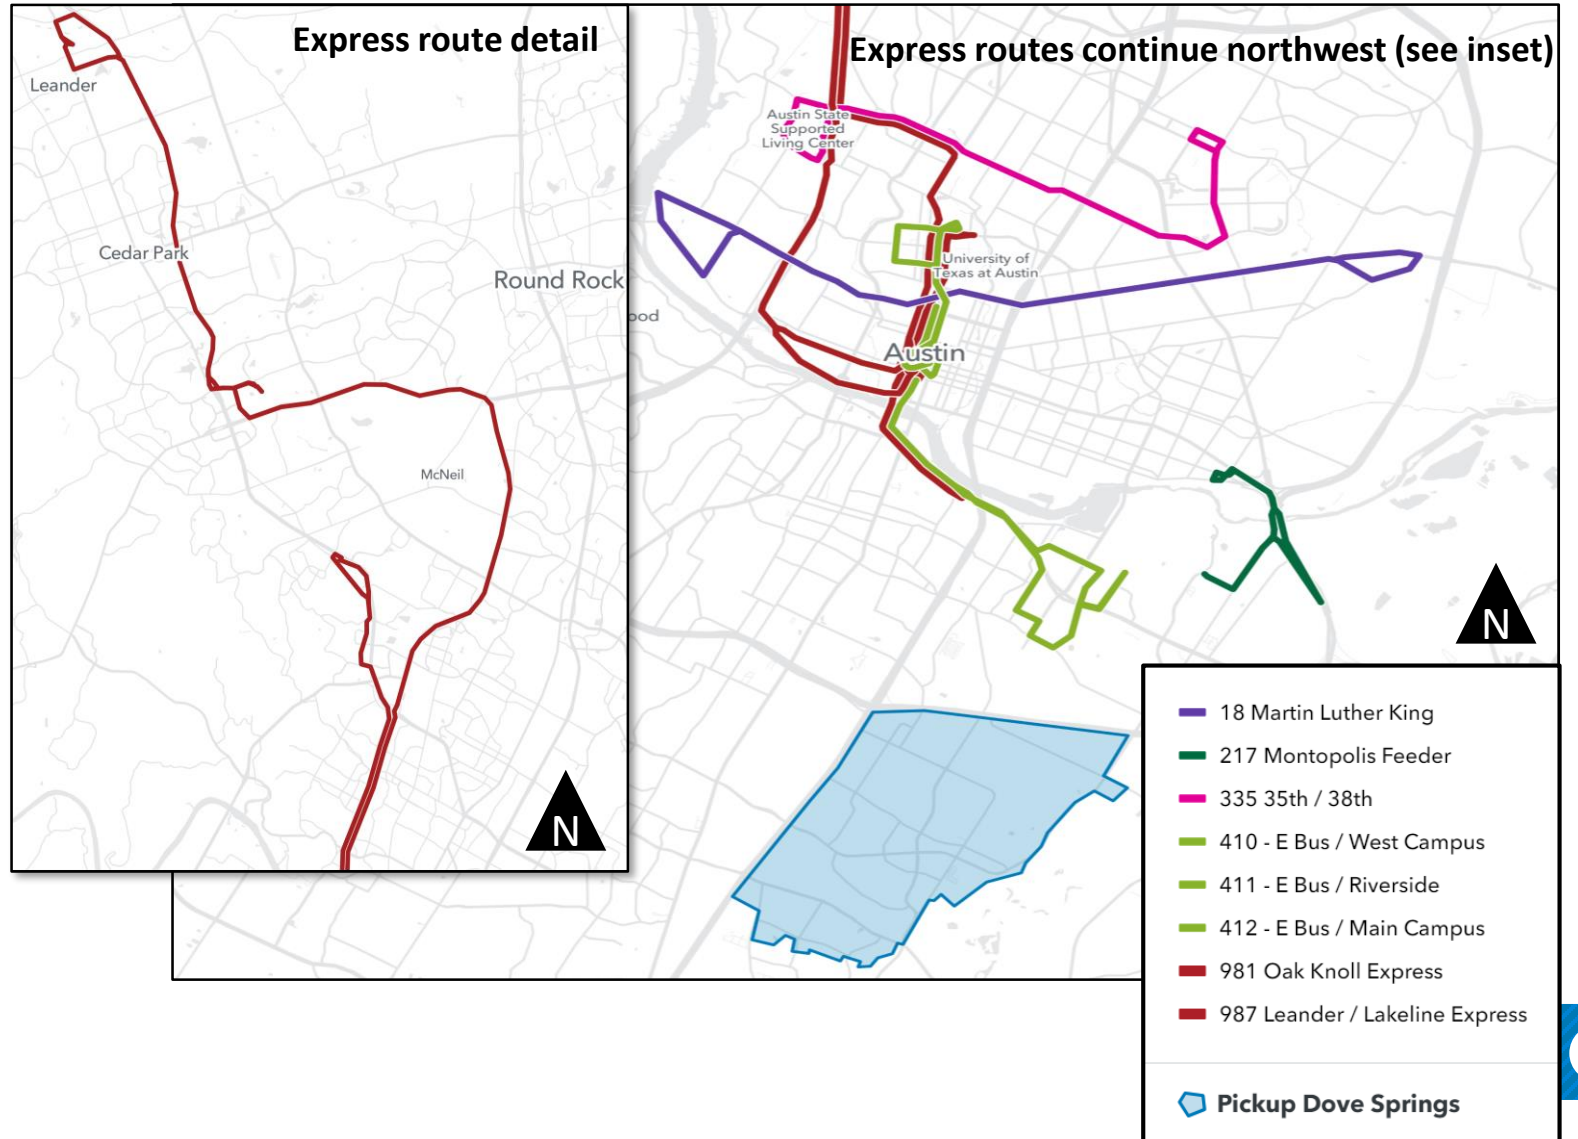 Express route detail
Leander
Cedar Park
Round Rock
McNeil
N
Express routes continue northwest (see inset)
Austin State
Supported
Living Center
University of
Texas at Austin
ood
Austin
N
18 Martin Luther King
217 Montopolis Feeder
335 35th / 38th
410 - E Bus / West Campus
411 - E Bus / Riverside
412 - E Bus / Main Campus
981 Oak Knoll Express
987 Leander / Lakeline Express
Pickup Dove Springs